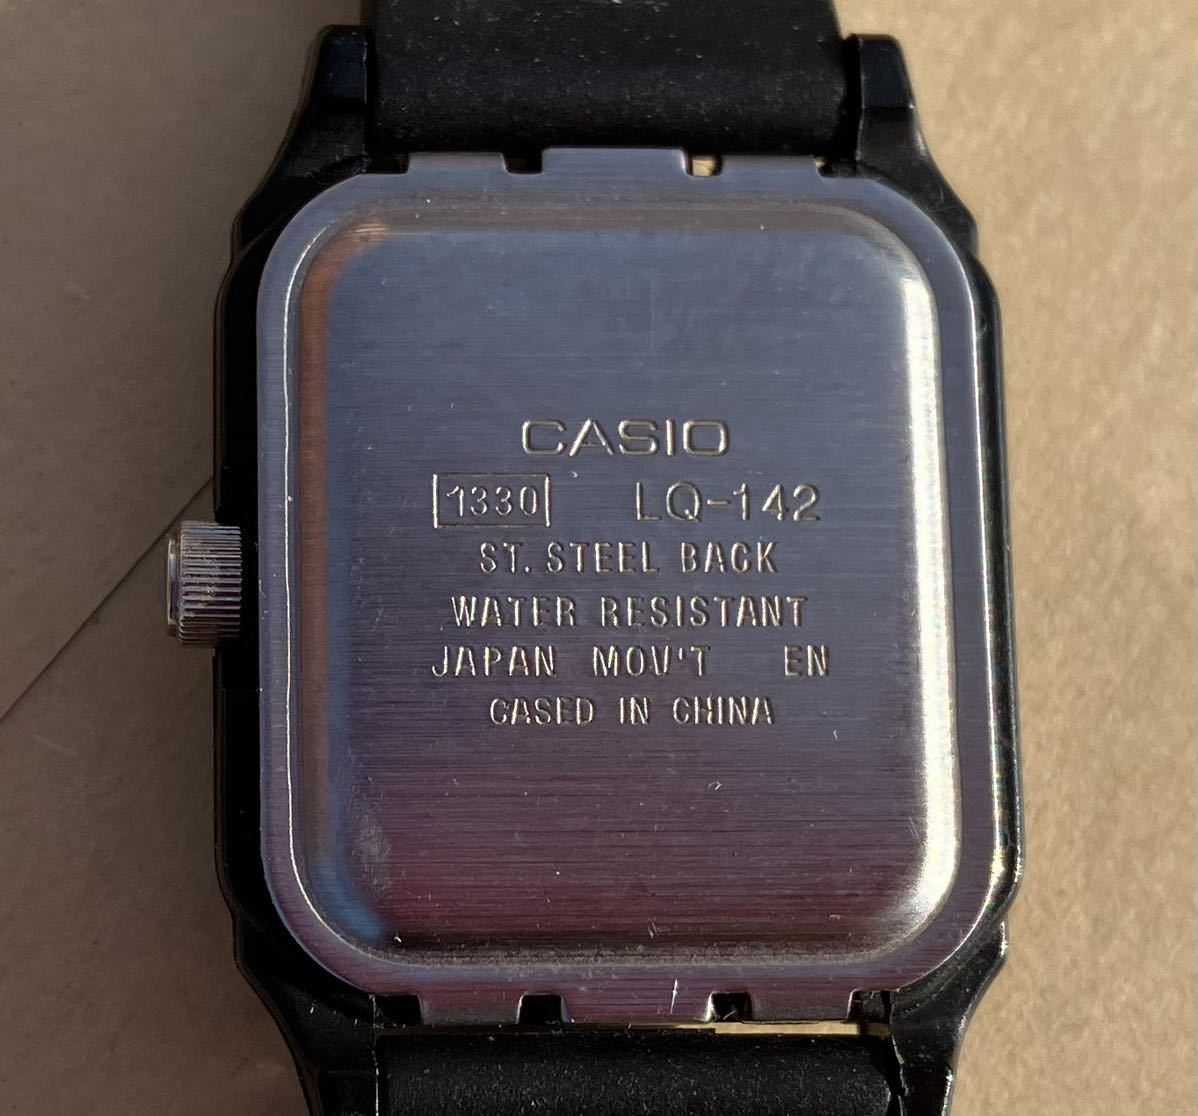 CASIO
1330 LQ-142
ST. STEEL BACK
WATER RESISTANT
JAPAN MOV'T EN
CASED IN CHINA